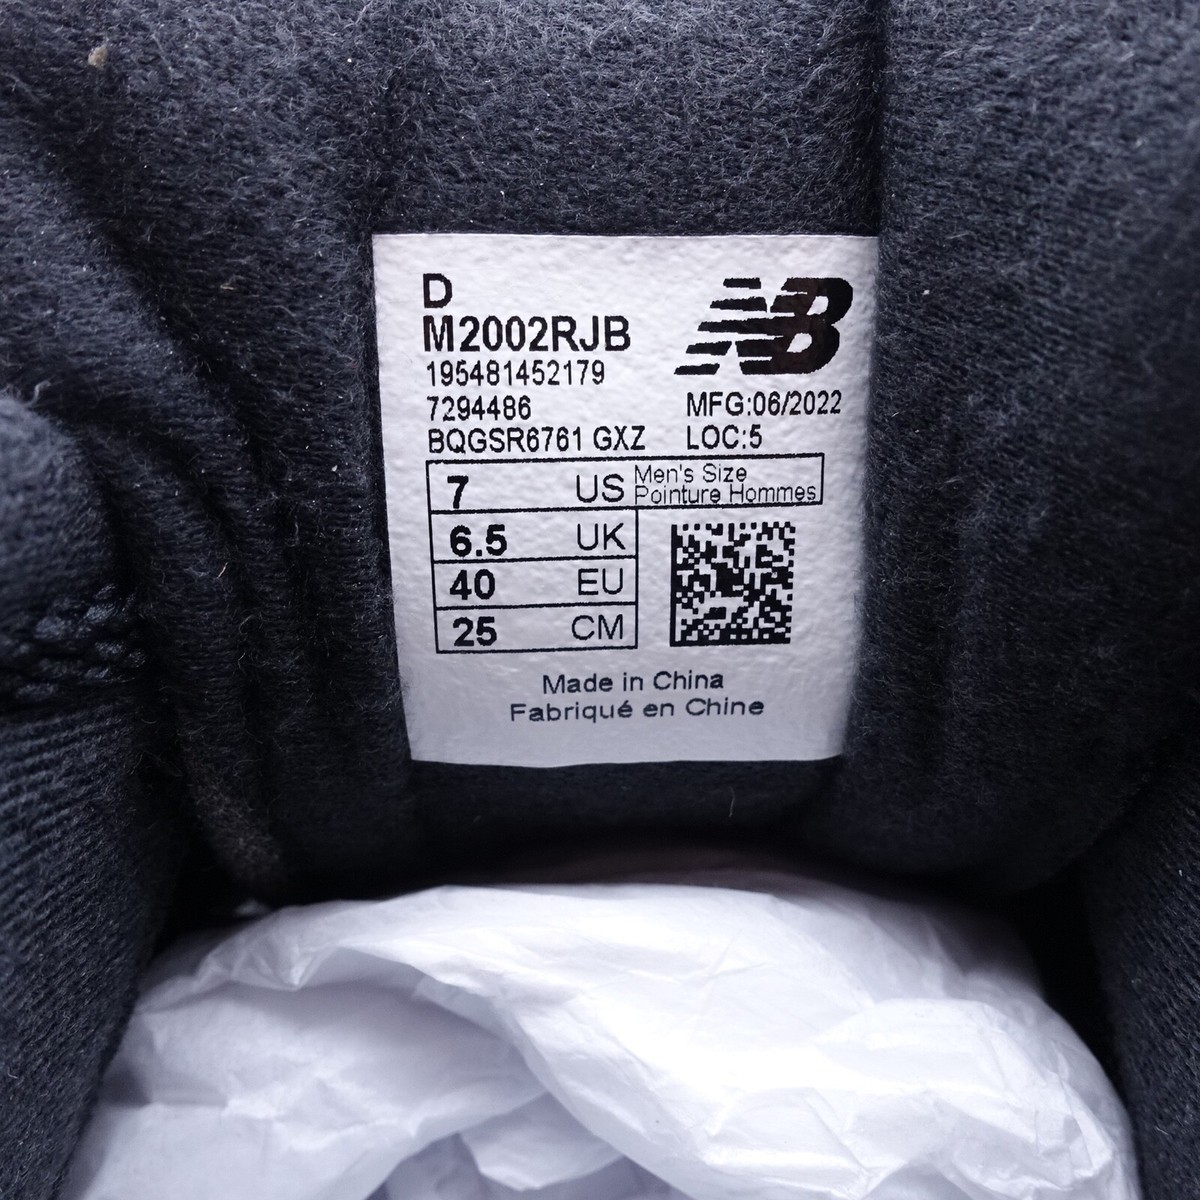 D
M2002RJB
195481452179
7294486
MFG:06/2022
BQGSR6761 GXZ
LOC:5
7 US Men's Size
Pointure Hommes
6.5 UK
40 EU
25 CM
Made in China
Fabriqué en Chine
NB